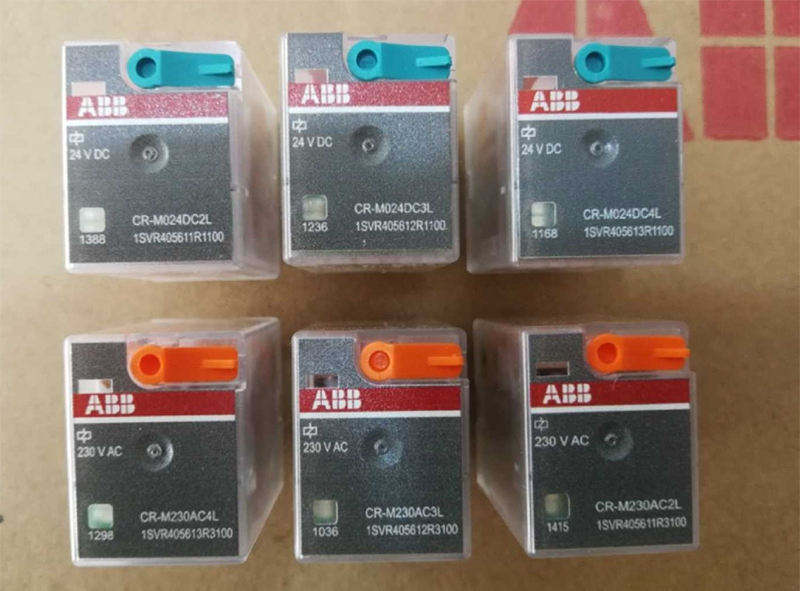 ABB
24 V DC
CR-M024DC2L
1388
1SVR405611R1100
ABB
24 V DC
CR-M024DC3L
1236
1SVR405612R1100
ABB
24 V DC
CR-M024DC4L
1168
1SVR405613R1100
ABB
230 V AC
CR-M230AC4L
1298
1SVR405613R3100
ABB
230 V AC
CR-M230AC3L
1036
1SVR405612R3100
ABB
230 V AC
CR-M230AC2L
1415
1SVR405611R3100